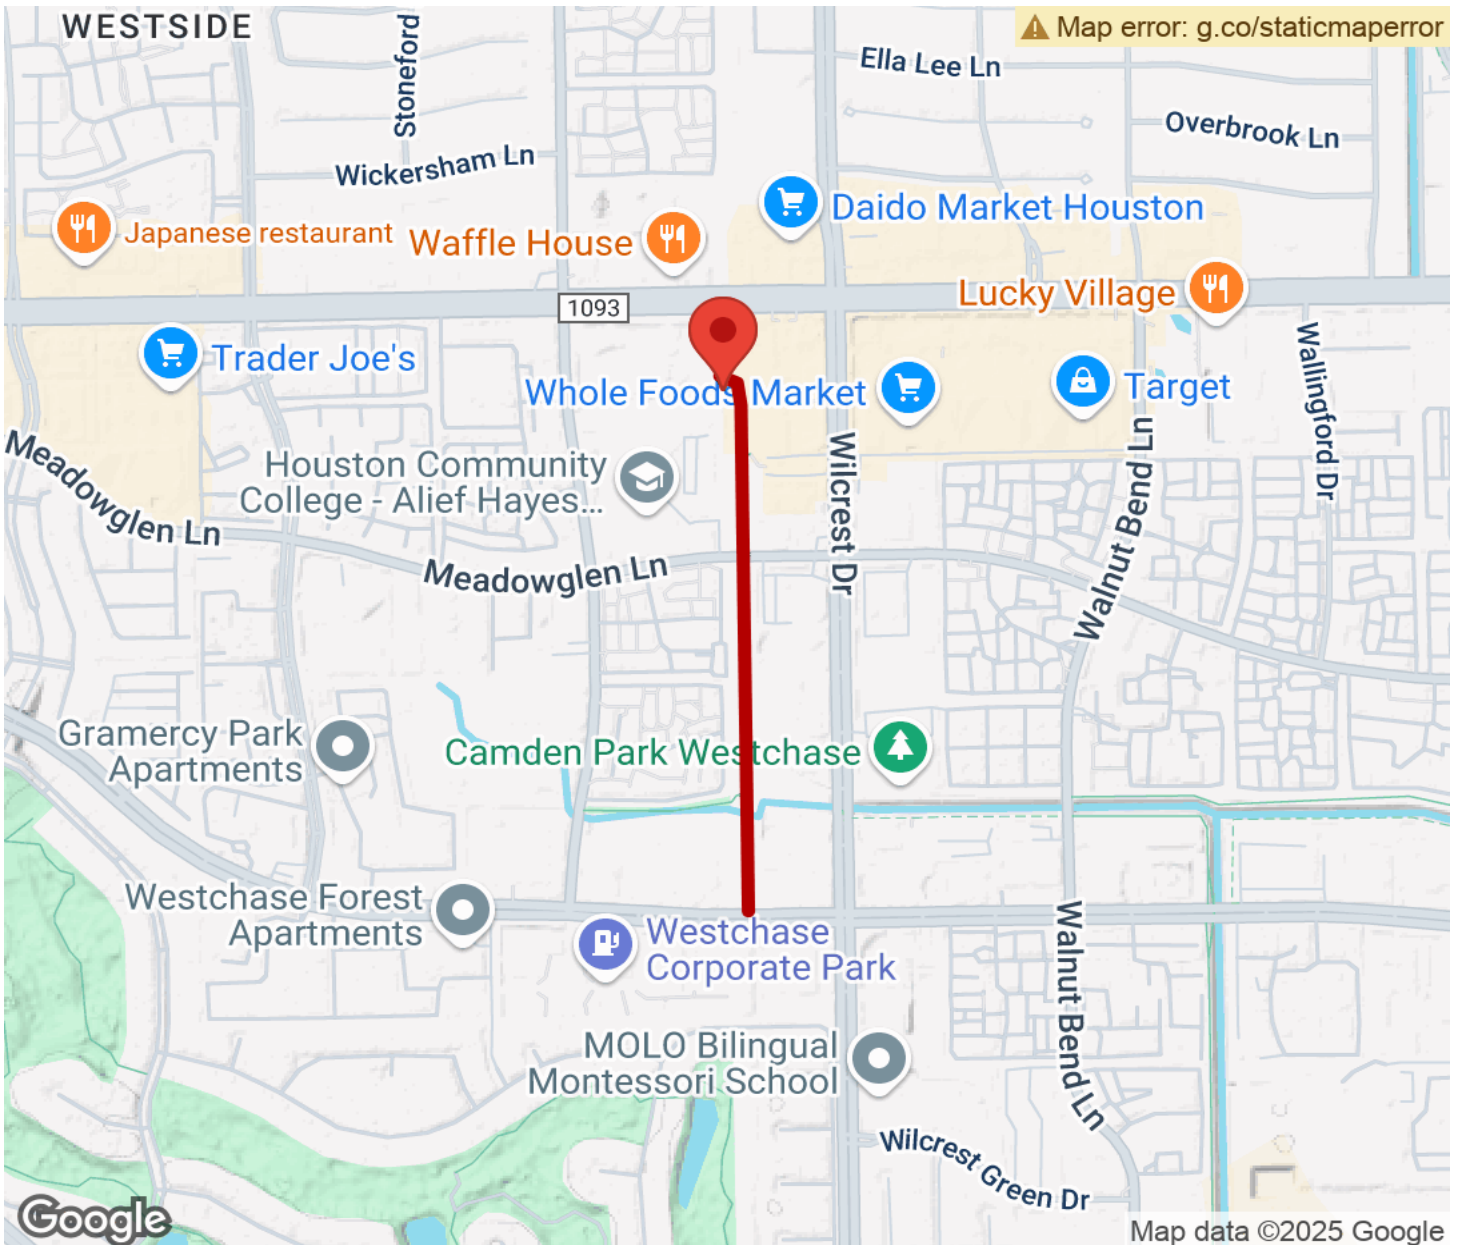 WESTSIDE
Map error: g.co/staticmaperror
Stoneford
Ella Lee Ln
Overbrook Ln
Wickersham Ln
Japanese restaurant
Waffle House
Daido Market Houston
1093
Lucky Village
Trader Joe's
Whole Foods Market
Target
Wallingford Dr
Meadowglen Ln
Houston Community
College - Alief Hayes...
Wilcrest Dr
Walnut Bend Ln
Meadowglen Ln
Gramercy Park
Apartments
Camden Park Westchase
Westchase Forest
Apartments
Westchase
Corporate Park
Walnut Bend Ln
MOLO Bilingual
Montessori School
Wilcrest Green Dr
Google
Map data ©2025 Google